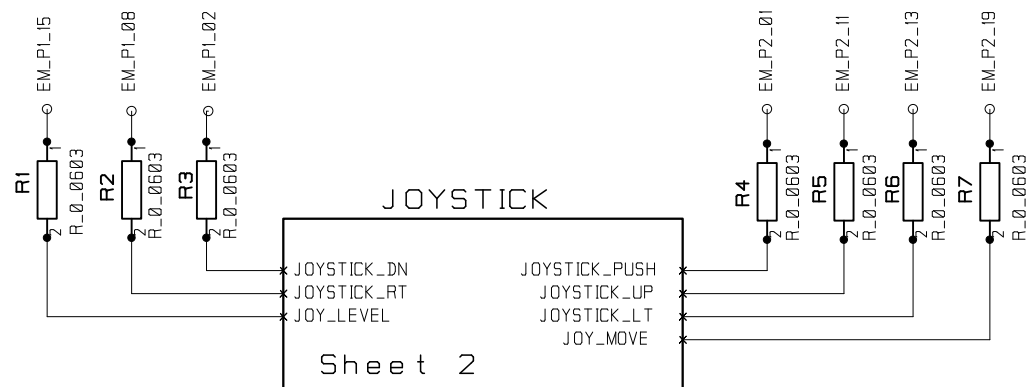 EM_P1_15
EM_P1_08
EM_P1_02
EM_P2_01
EM_P2_11
EM_P2_13
EM_P2_19
R1
1
2
R_0_0603
R2
1
2
R_0_0603
R3
1
2
R_0_0603
R4
1
2
R_0_0603
R5
1
2
R_0_0603
R6
1
2
R_0_0603
R7
1
2
R_0_0603
JOYSTICK
JOYSTICK_DN
JOYSTICK_RT
JOY_LEVEL
JOYSTICK_PUSH
JOYSTICK_UP
JOYSTICK_LT
JOY_MOVE
Sheet 2